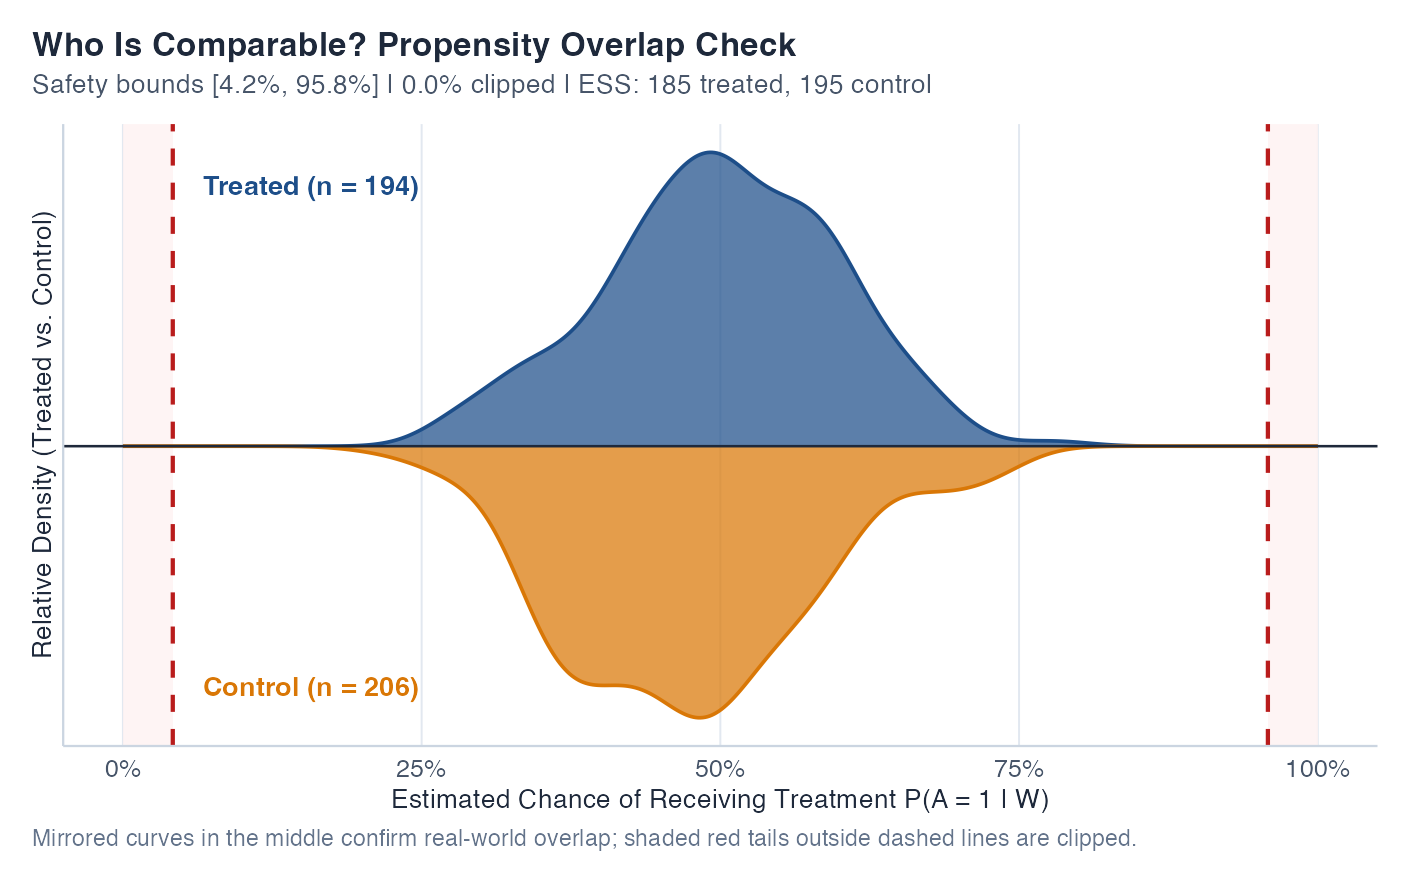 Who Is Comparable? Propensity Overlap Check
Safety bounds [4.2%, 95.8%] | 0.0% clipped | ESS: 185 treated, 195 control
Relative Density (Treated vs. Control)
Treated (n = 194)
Control (n = 206)
0% 25% 50% 75% 100%
Estimated Chance of Receiving Treatment P(A = 1 | W)
Mirrored curves in the middle confirm real-world overlap; shaded red tails outside dashed lines are clipped.